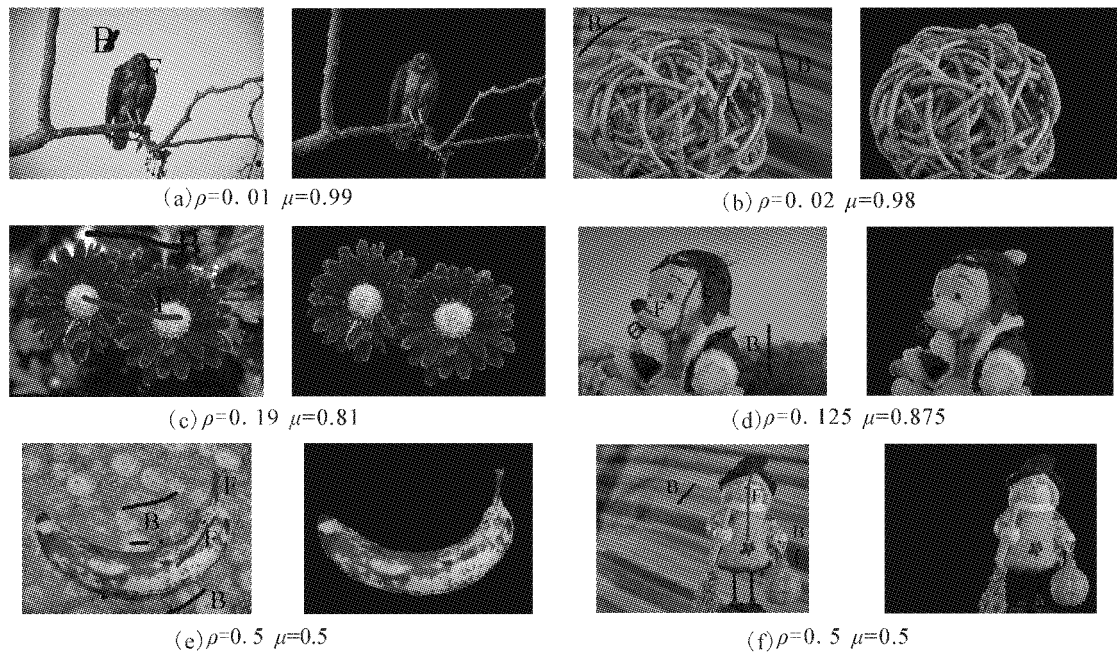 B F
B B
(a) ρ=0. 01 μ=0.99
(b) ρ=0. 02 μ=0.98
B F
F B
(c) ρ=0. 19 μ=0.81
(d) ρ=0. 125 μ=0.875
F
B
F
B
B F B
(e) ρ=0. 5 μ=0.5
(f) ρ=0. 5 μ=0.5